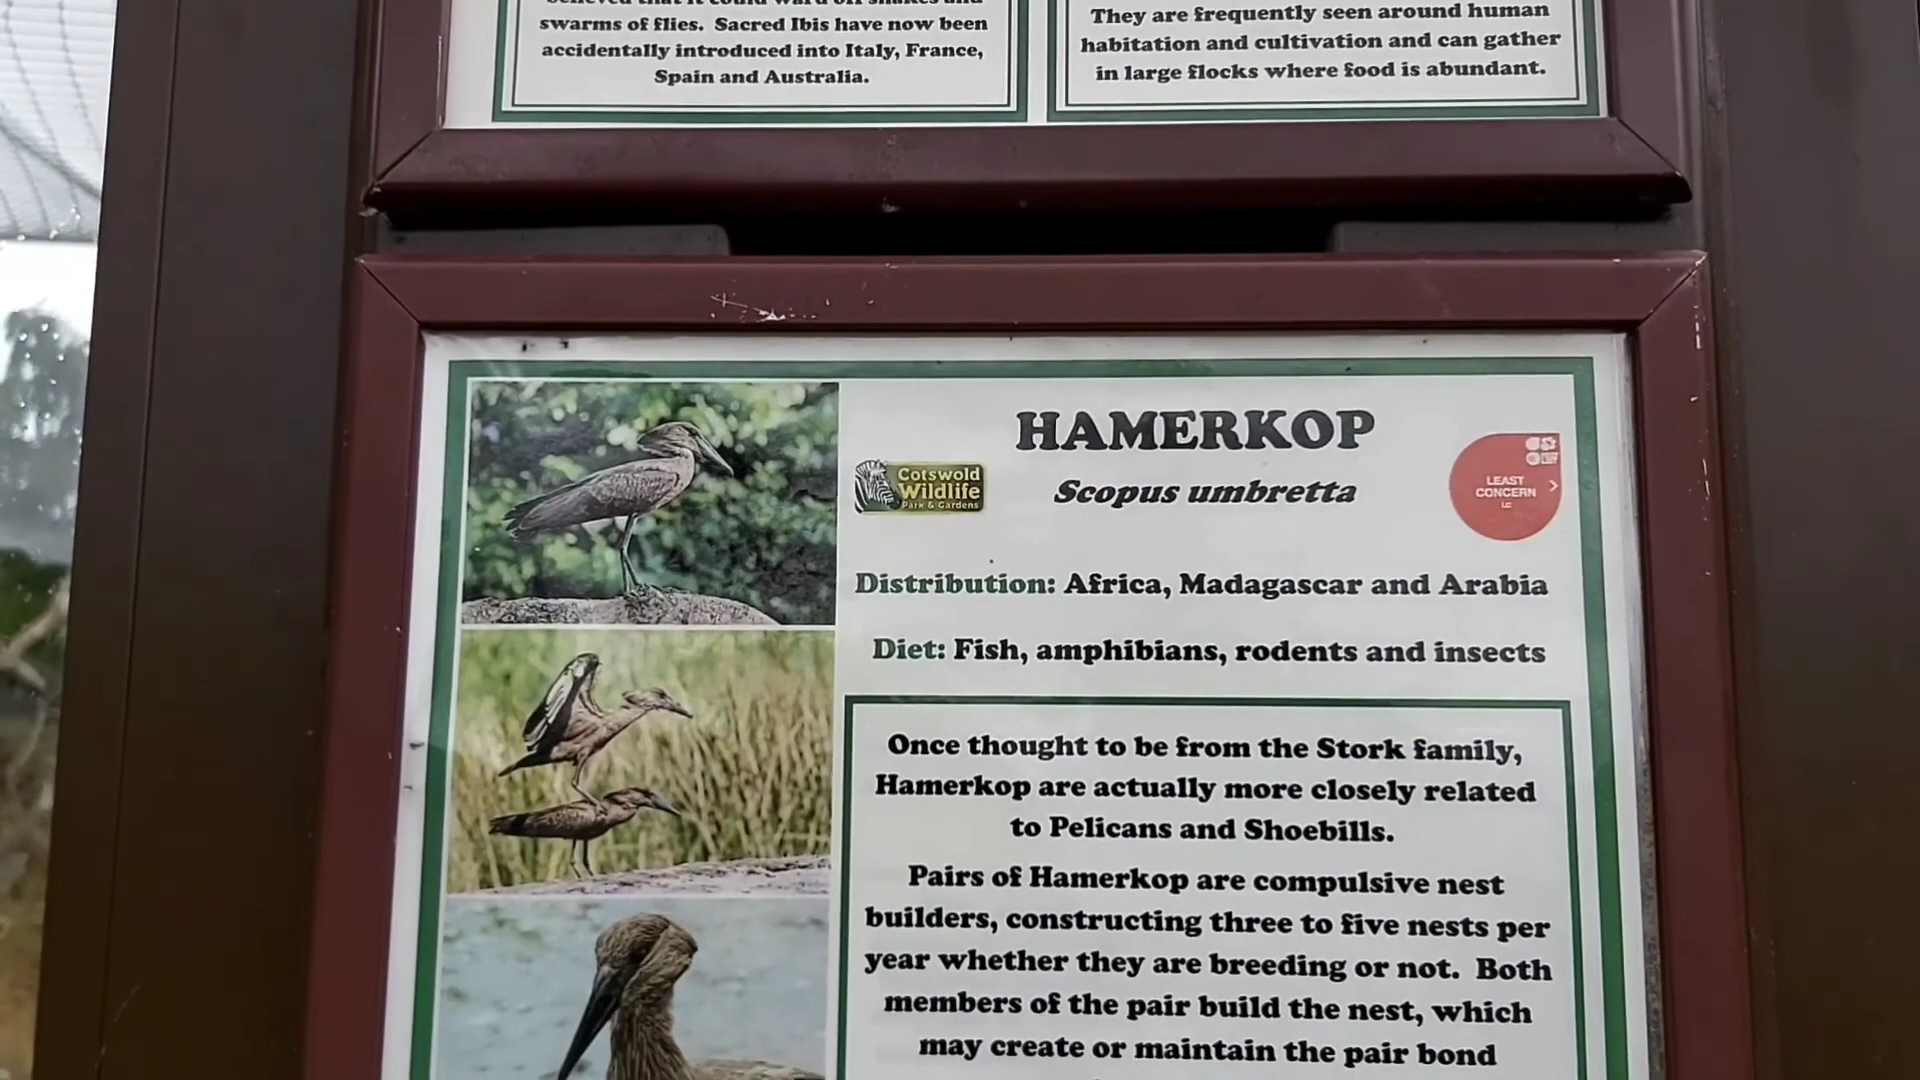 swarms of flies. Sacred Ibis have now been
accidentally introduced into Italy, France,
Spain and Australia.
They are frequently seen around human
habitation and cultivation and can gather
in large flocks where food is abundant.
HAMERKOP
Cotswold
Wildlife
Park & Gardens
Scopus umbretta
LEAST
CONCERN >
LC
Distribution: Africa, Madagascar and Arabia
Diet: Fish, amphibians, rodents and insects
Once thought to be from the Stork family,
Hamerkop are actually more closely related
to Pelicans and Shoebills.
Pairs of Hamerkop are compulsive nest
builders, constructing three to five nests per
year whether they are breeding or not. Both
members of the pair build the nest, which
may create or maintain the pair bond